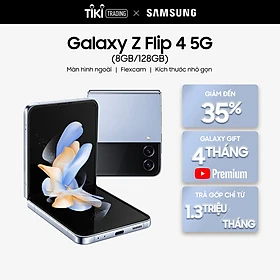 TIKI TRADING × SAMSUNG
Galaxy Z Flip 4 5G
(8GB/128GB)
Màn hình ngoài | Flexcam | Kích thước nhỏ gọn
GIẢM ĐẾN
35%
GALAXY GIFT
4 THÁNG
Premium
TRẢ GÓP CHỈ TỪ
1.3 TRIỆU
THÁNG